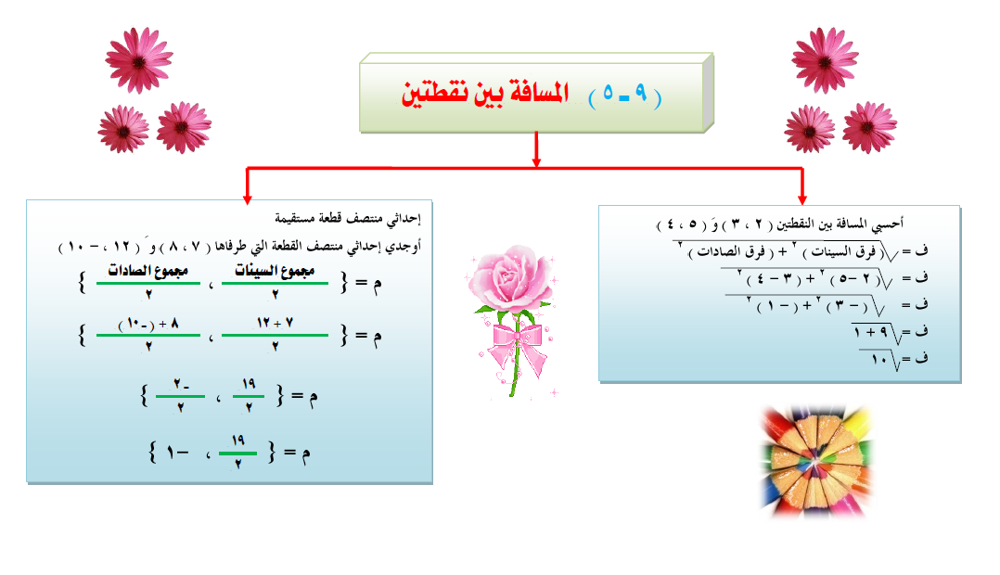 ( ٩ ـ ٥ ) المسافة بين نقطتين
أحسبي المسافة بين النقطتين ( ٢ ، ٣ ) وَ ( ٥ ، ٤ )
ف = √( فرق السينات )٢ + ( فرق الصادات )٢
ف = √( ٢ –٥ )٢ + ( ٣ – ٤ )٢
ف = √( – ٣ )٢ + ( – ١ )٢
ف = √٩ + ١
ف = √١٠
إحداثي منتصف قطعة مستقيمة
أوجدي إحداثي منتصف القطعة التي طرفاها ( ٧ ، ٨ ) وَ ( ١٢ ، – ١٠ )
م = { مجموع السينات / ٢ ، مجموع الصادات / ٢ }
م = { ٧ + ١٢ / ٢ ، ٨ + ( ـ ١٠ ) / ٢ }
م = { ١٩ / ٢ ، ـ ٢ / ٢ }
م = { ١٩ / ٢ ، –١ }